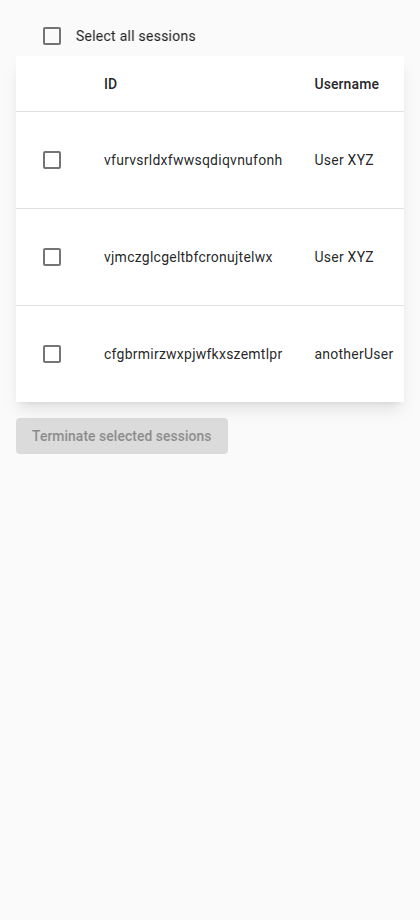 Select all sessions
ID Username
vfurvsrldxfwwsqdiqvnufonh User XYZ
vjmczglcgeltbfcronujtelwx User XYZ
cfgbrmirzwxpjwfkxszemtlpr anotherUser
Terminate selected sessions